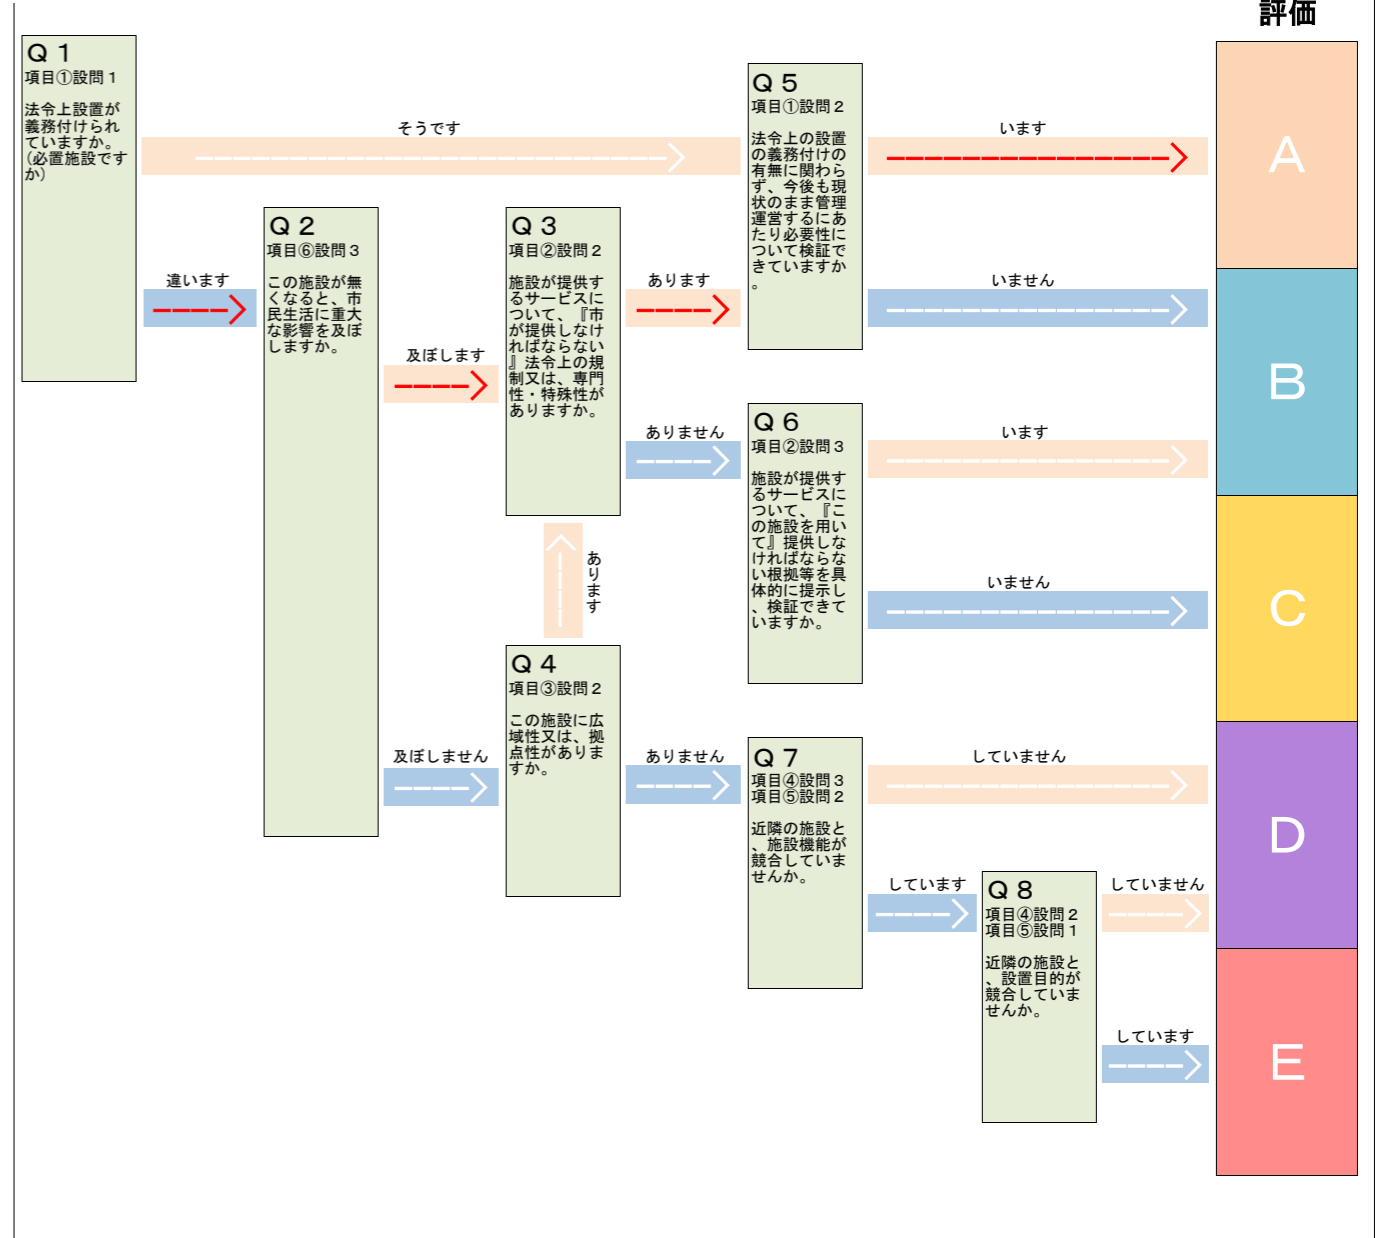 評価
Ｑ１
項目①設問１
法令上設置が
義務付けられ
ていますか。
(必置施設です
か)
そうです
違います
Ｑ２
項目⑥設問３
この施設が無
くなると、市
民生活に重大
な影響を及ぼ
しますか。
及ぼします
及ぼしません
Ｑ３
項目②設問２
施設が提供す
るサービスに
ついて、『市
が提供しなけ
ればならない
』法令上の規
制又は、専門
性・特殊性が
ありますか。
あります
ありません
あります
Ｑ４
項目③設問２
この施設に広
域性又は、拠
点性がありま
すか。
ありません
Ｑ５
項目①設問２
法令上の設置
の義務付けの
有無に関わら
ず、今後も現
状のまま管理
運営するにあ
たり必要性に
ついて検証で
きていますか
。
います
いません
Ｑ６
項目②設問３
施設が提供す
るサービスに
ついて、『こ
の施設を用い
て』提供しな
ければならな
い根拠等を具
体的に提示し
、検証できて
いますか。
います
いません
Ｑ７
項目④設問３
項目⑤設問２
近隣の施設と
、施設機能が
競合していま
せんか。
していません
しています
Ｑ８
項目④設問２
項目⑤設問１
近隣の施設と
、設置目的が
競合していま
せんか。
していません
しています
A
B
C
D
E